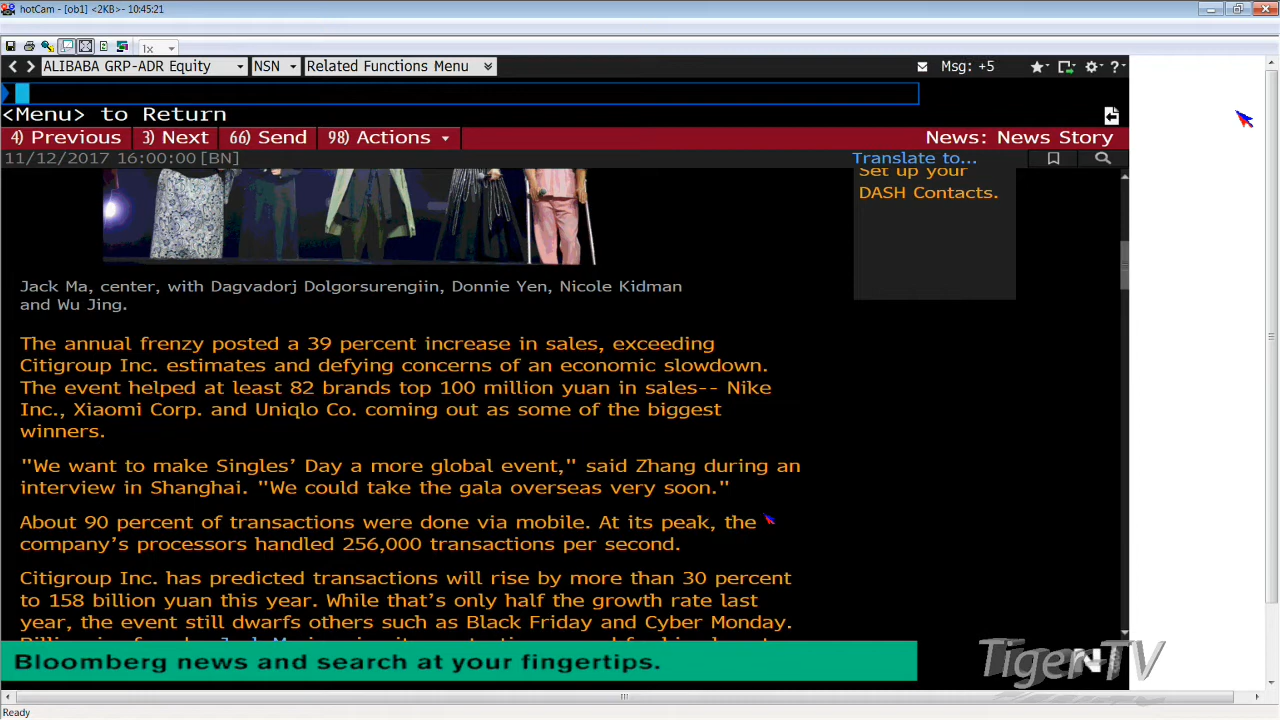 hotCam - [ob1] <2KB> - 10:45:21
1x
ALIBABA GRP-ADR Equity NSN Related Functions Menu Msg: +5
<Menu> to Return
4) Previous 3) Next 66) Send 98) Actions News: News Story
11/12/2017 16:00:00 [BN] Translate to...
Set up your
DASH Contacts.
Jack Ma, center, with Dagvadorj Dolgorsurengiin, Donnie Yen, Nicole Kidman
and Wu Jing.
The annual frenzy posted a 39 percent increase in sales, exceeding
Citigroup Inc. estimates and defying concerns of an economic slowdown.
The event helped at least 82 brands top 100 million yuan in sales-- Nike
Inc., Xiaomi Corp. and Uniqlo Co. coming out as some of the biggest
winners.
"We want to make Singles' Day a more global event," said Zhang during an
interview in Shanghai. "We could take the gala overseas very soon."
About 90 percent of transactions were done via mobile. At its peak, the
company's processors handled 256,000 transactions per second.
Citigroup Inc. has predicted transactions will rise by more than 30 percent
to 158 billion yuan this year. While that's only half the growth rate last
year, the event still dwarfs others such as Black Friday and Cyber Monday.
Bloomberg news and search at your fingertips.
Tiger-TV
Ready